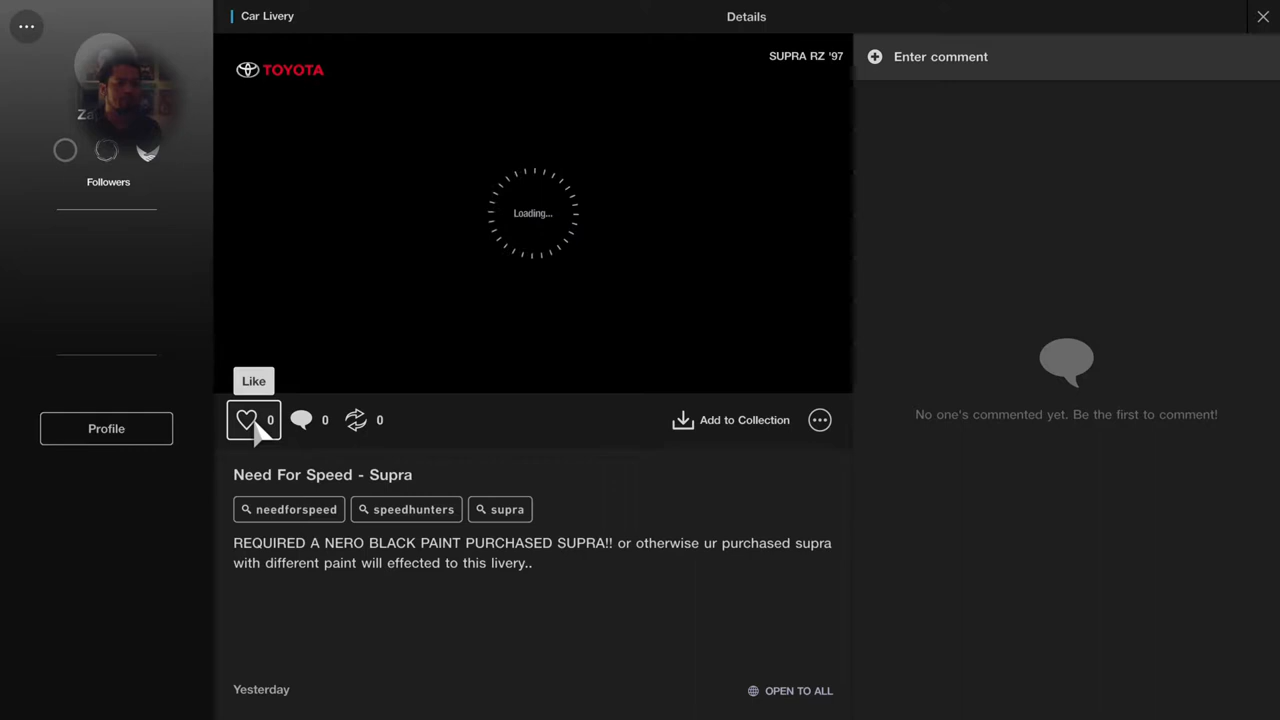 Car Livery
Details
TOYOTA
SUPRA RZ '97
Enter comment
Followers
Loading...
Like
0
0
0
Add to Collection
Profile
No one's commented yet. Be the first to comment!
Need For Speed - Supra
needforspeed
speedhunters
supra
REQUIRED A NERO BLACK PAINT PURCHASED SUPRA!! or otherwise ur purchased supra
with different paint will effected to this livery..
Yesterday
OPEN TO ALL